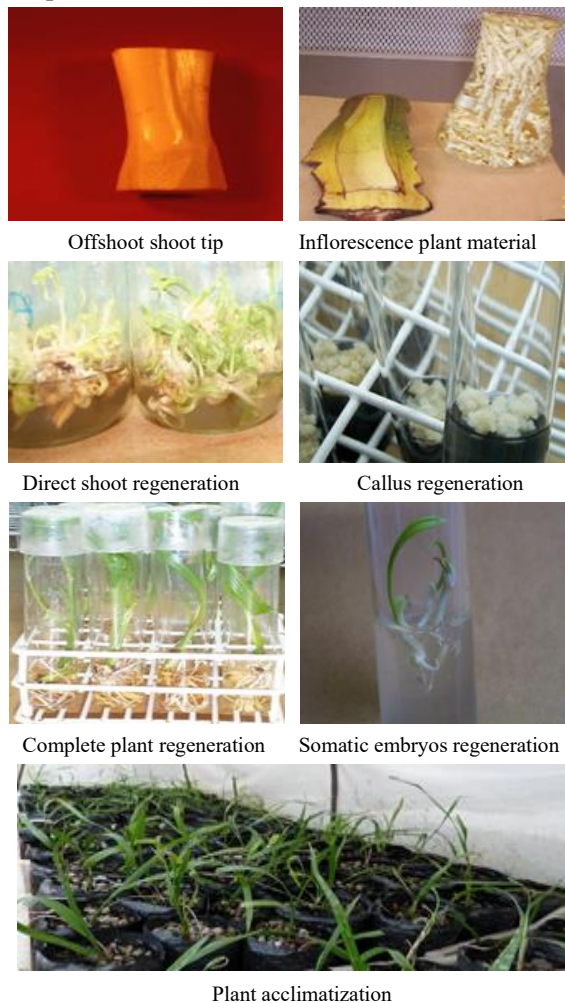 Offshoot shoot tip
Inflorescence plant material
Direct shoot regeneration
Callus regeneration
Complete plant regeneration
Somatic embryos regeneration
Plant acclimatization